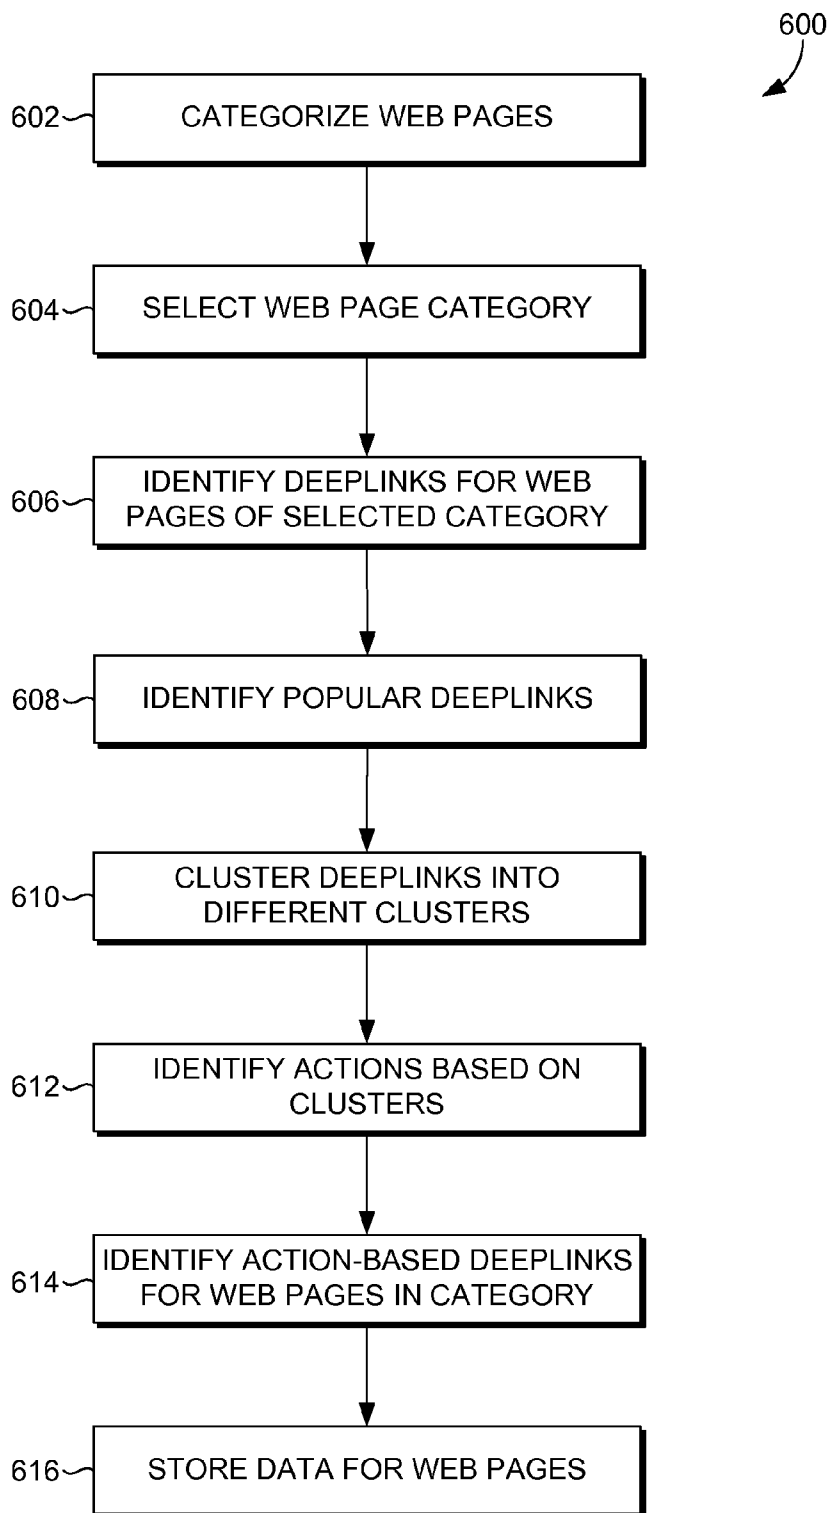 600
602
CATEGORIZE WEB PAGES
604
SELECT WEB PAGE CATEGORY
606
IDENTIFY DEEPLINKS FOR WEB
PAGES OF SELECTED CATEGORY
608
IDENTIFY POPULAR DEEPLINKS
610
CLUSTER DEEPLINKS INTO
DIFFERENT CLUSTERS
612
IDENTIFY ACTIONS BASED ON
CLUSTERS
614
IDENTIFY ACTION-BASED DEEPLINKS
FOR WEB PAGES IN CATEGORY
616
STORE DATA FOR WEB PAGES